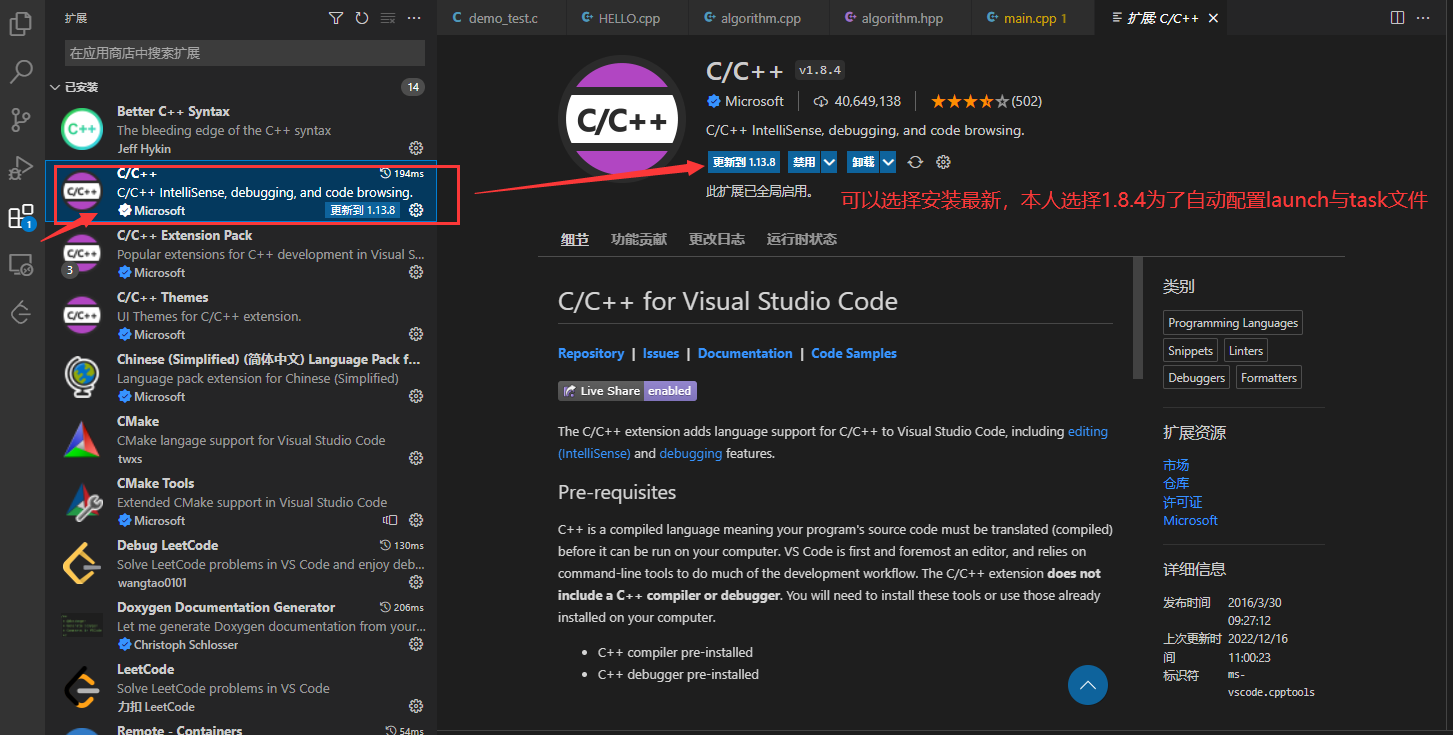 扩展
在应用商店中搜索扩展
已安装
14
Better C++ Syntax
The bleeding edge of the C++ syntax
Jeff Hykin
C++
C/C++
194ms
C/C++ IntelliSense, debugging, and code browsing.
Microsoft
更新到 1.13.8
C/C++
1
C/C++ Extension Pack
Popular extensions for C++ development in Visual S...
Microsoft
C/C++
3
C/C++ Themes
UI Themes for C/C++ extension.
Microsoft
C/C++
Chinese (Simplified) (简体中文) Language Pack f...
Language pack extension for Chinese (Simplified)
Microsoft
CMake
CMake langage support for Visual Studio Code
twxs
CMake Tools
Extended CMake support in Visual Studio Code
Microsoft
Debug LeetCode
130ms
Solve LeetCode problems in VS Code and enjoy deb...
wangtao0101
Doxygen Documentation Generator
206ms
Let me generate Doxygen documentation from your...
Christoph Schlosser
LeetCode
Solve LeetCode problems in VS Code
力扣 LeetCode
Remote - Containers
54ms
C demo_test.c
HELLO.cpp
algorithm.cpp
algorithm.hpp
main.cpp 1
扩展: C/C++
C/C++
C/C++ v1.8.4
Microsoft
40,649,138
(502)
C/C++ IntelliSense, debugging, and code browsing.
更新到 1.13.8
禁用
卸载
此扩展已全局启用。
可以选择安装最新，本人选择1.8.4为了自动配置launch与task文件
细节 功能贡献 更改日志 运行时状态
C/C++ for Visual Studio Code
Repository | Issues | Documentation | Code Samples
Live Share enabled
The C/C++ extension adds language support for C/C++ to Visual Studio Code, including editing
(IntelliSense) and debugging features.
Pre-requisites
C++ is a compiled language meaning your program's source code must be translated (compiled)
before it can be run on your computer. VS Code is first and foremost an editor, and relies on
command-line tools to do much of the development workflow. The C/C++ extension does not
include a C++ compiler or debugger. You will need to install these tools or use those already
installed on your computer.
• C++ compiler pre-installed
• C++ debugger pre-installed
类别
Programming Languages
Snippets
Linters
Debuggers
Formatters
扩展资源
市场
仓库
许可证
Microsoft
详细信息
发布时间 2016/3/30
09:27:12
上次更新时 2022/12/16
间 11:00:23
标识符 ms-
vscode.cpptools